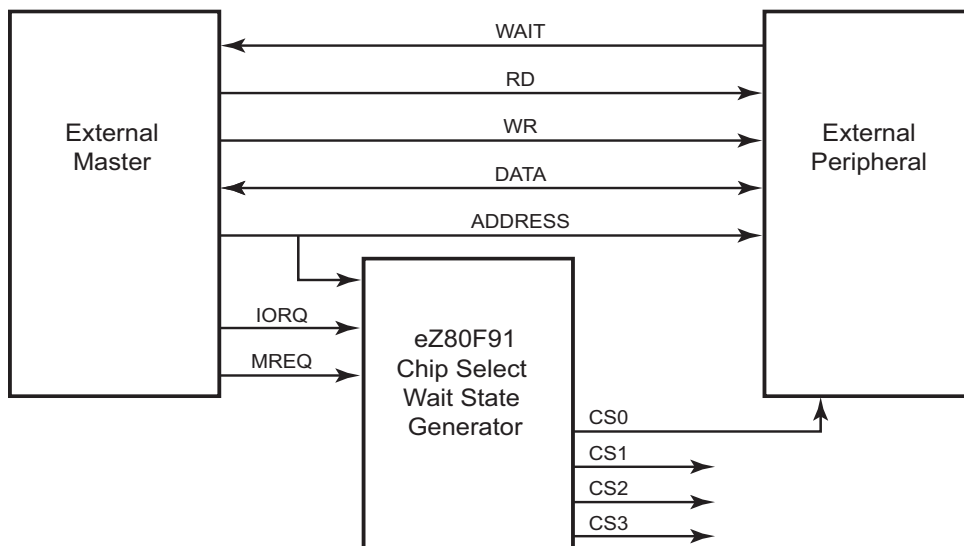 WAIT
RD
External
Master
WR
External
Peripheral
DATA
ADDRESS
IORQ
MREQ
eZ80F91
Chip Select
Wait State
Generator
CS0
CS1
CS2
CS3